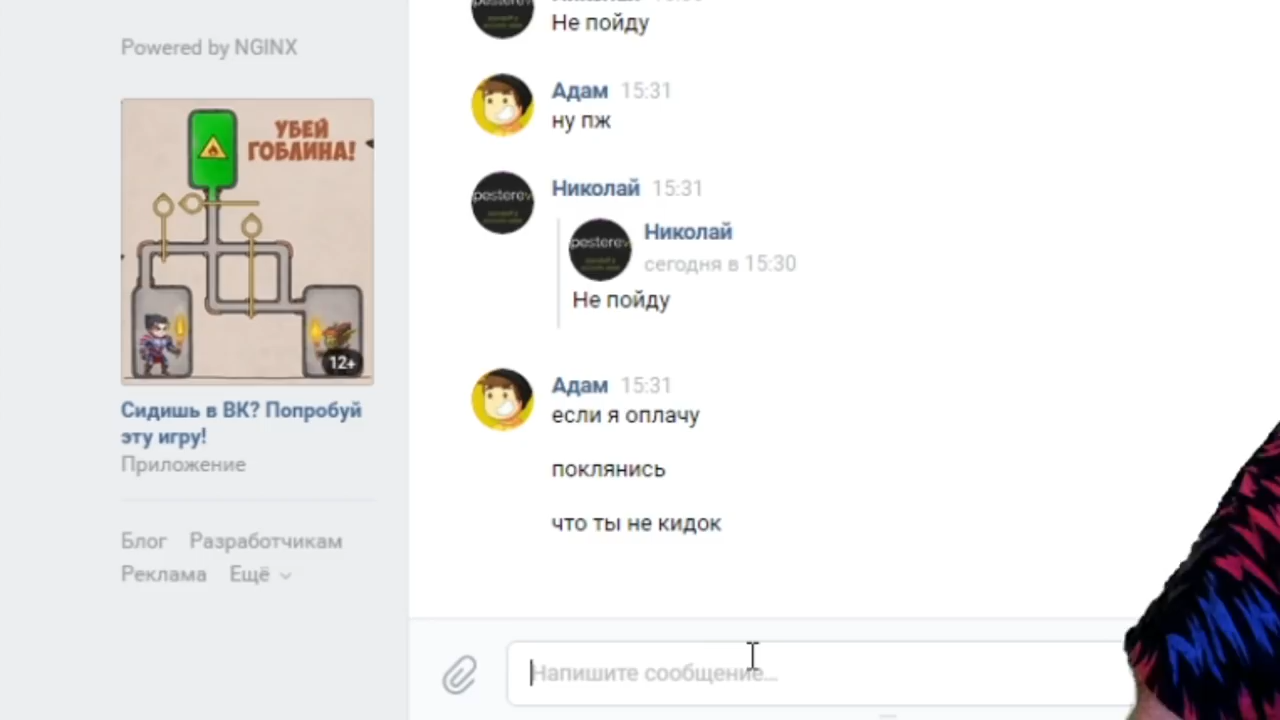 Powered by NGINX
УБЕЙ
ГОБЛИНА!
12+
Сидишь в ВК? Попробуй
эту игру!
Приложение
Блог Разработчикам
Реклама Ещё
Не пойду
Адам 15:31
ну пж
Николай 15:31
Николай
сегодня в 15:30
Не пойду
Адам 15:31
если я оплачу
поклянись
что ты не кидок
Напишите сообщение...